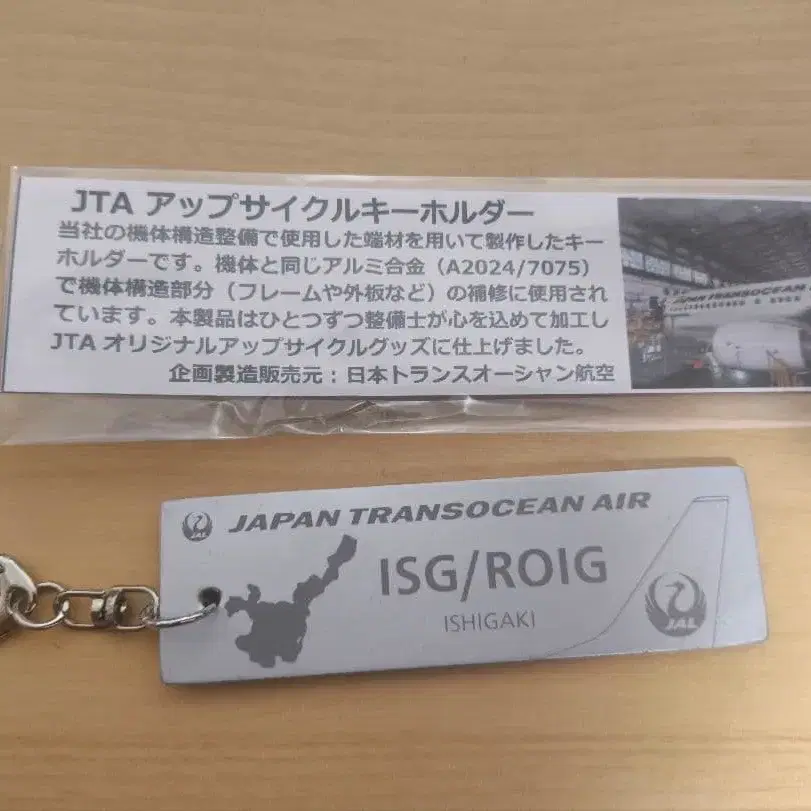 JTA アップサイクルキーホルダー
当社の機体構造整備で使用した端材を用いて製作したキー
ホルダーです。機体と同じアルミ合金（A2024/7075）
で機体構造部分（フレームや外板など）の補修に使用され
ています。本製品はひとつずつ整備士が心を込めて加工し
JTA オリジナルアップサイクルグッズに仕上げました。
企画製造販売元：日本トランスオーシャン航空
JAPAN TRANSOCEAN
JAL
JAPAN TRANSOCEAN AIR
ISG/ROIG
ISHIGAKI
JAL